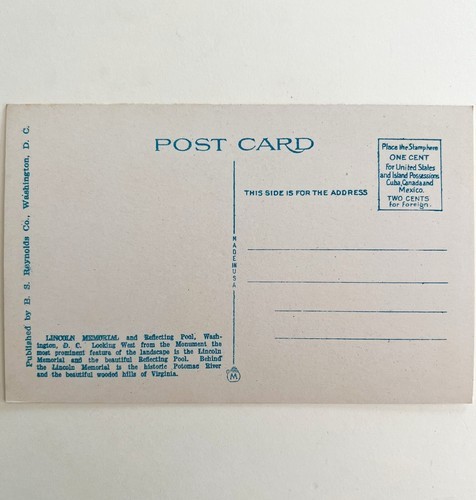 POST CARD
Place the Stamp here
ONE CENT
for United States
and Island Possessions
Cuba, Canada and
Mexico.
TWO CENTS
for Foreign.
THIS SIDE IS FOR THE ADDRESS
MADE IN USA
Published by B. S. Reynolds Co., Washington, D. C.
LINCOLN MEMORIAL and Reflecting Pool, Wash-
ington, D. C. Looking West from the Monument the
most prominent feature of the landscape is the Lincoln
Memorial and the beautiful Reflecting Pool. Behind
the Lincoln Memorial is the historic Potomac River
and the beautiful wooded hills of Virginia.
M